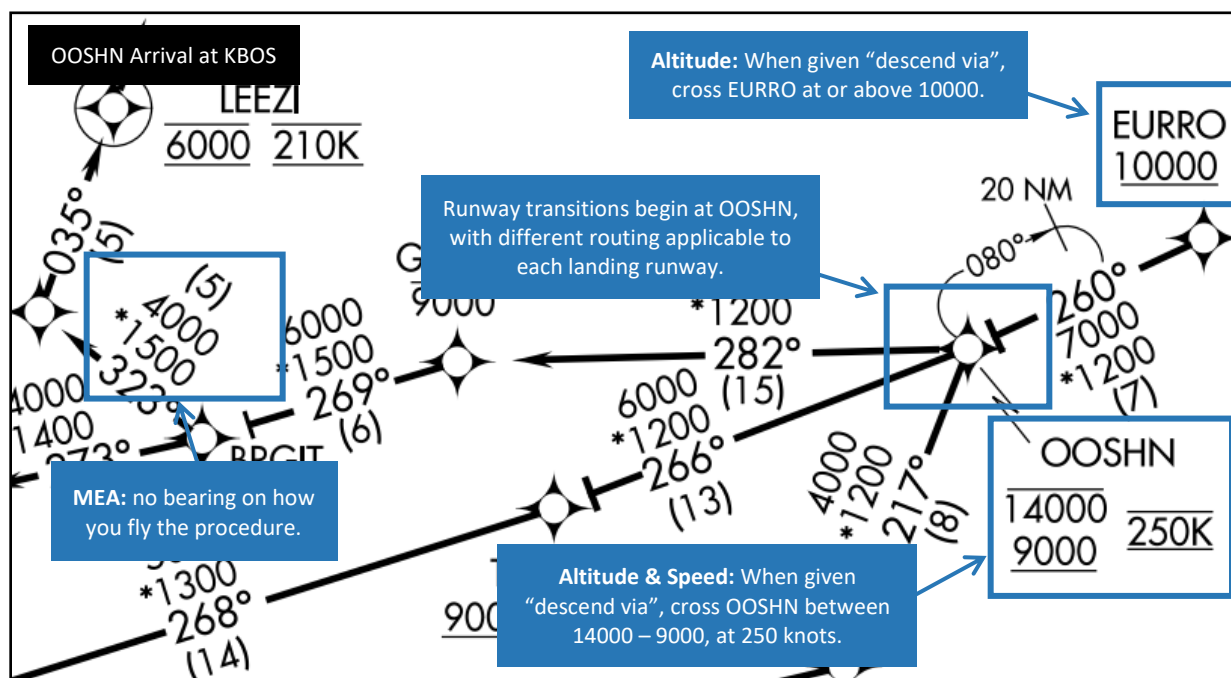 OOSHN Arrival at KBOS
LEEZI
6000 210K
Altitude: When given “descend via”,
cross EURRO at or above 10000.
EURRO
10000
20 NM
080°
Runway transitions begin at OOSHN,
with different routing applicable to
each landing runway.
035°
(5)
(5)
4000
*1500
323°
6000
*1500
269°
(6)
G
9000
*1200
282°
(15)
260°
7000
*1200
(7)
4000
1400
273°
BRGIT
6000
*1200
266°
(13)
4000
*1200
217°
(8)
OOSHN
14000
9000
250K
MEA: no bearing on how
you fly the procedure.
*1300
268°
(14)
T
900
Altitude & Speed: When given
“descend via”, cross OOSHN between
14000 – 9000, at 250 knots.